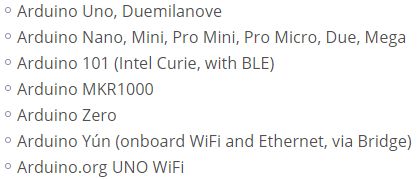 Arduino Uno, Duemilanove
Arduino Nano, Mini, Pro Mini, Pro Micro, Due, Mega
Arduino 101 (Intel Curie, with BLE)
Arduino MKR1000
Arduino Zero
Arduino Yún (onboard WiFi and Ethernet, via Bridge)
Arduino.org UNO WiFi